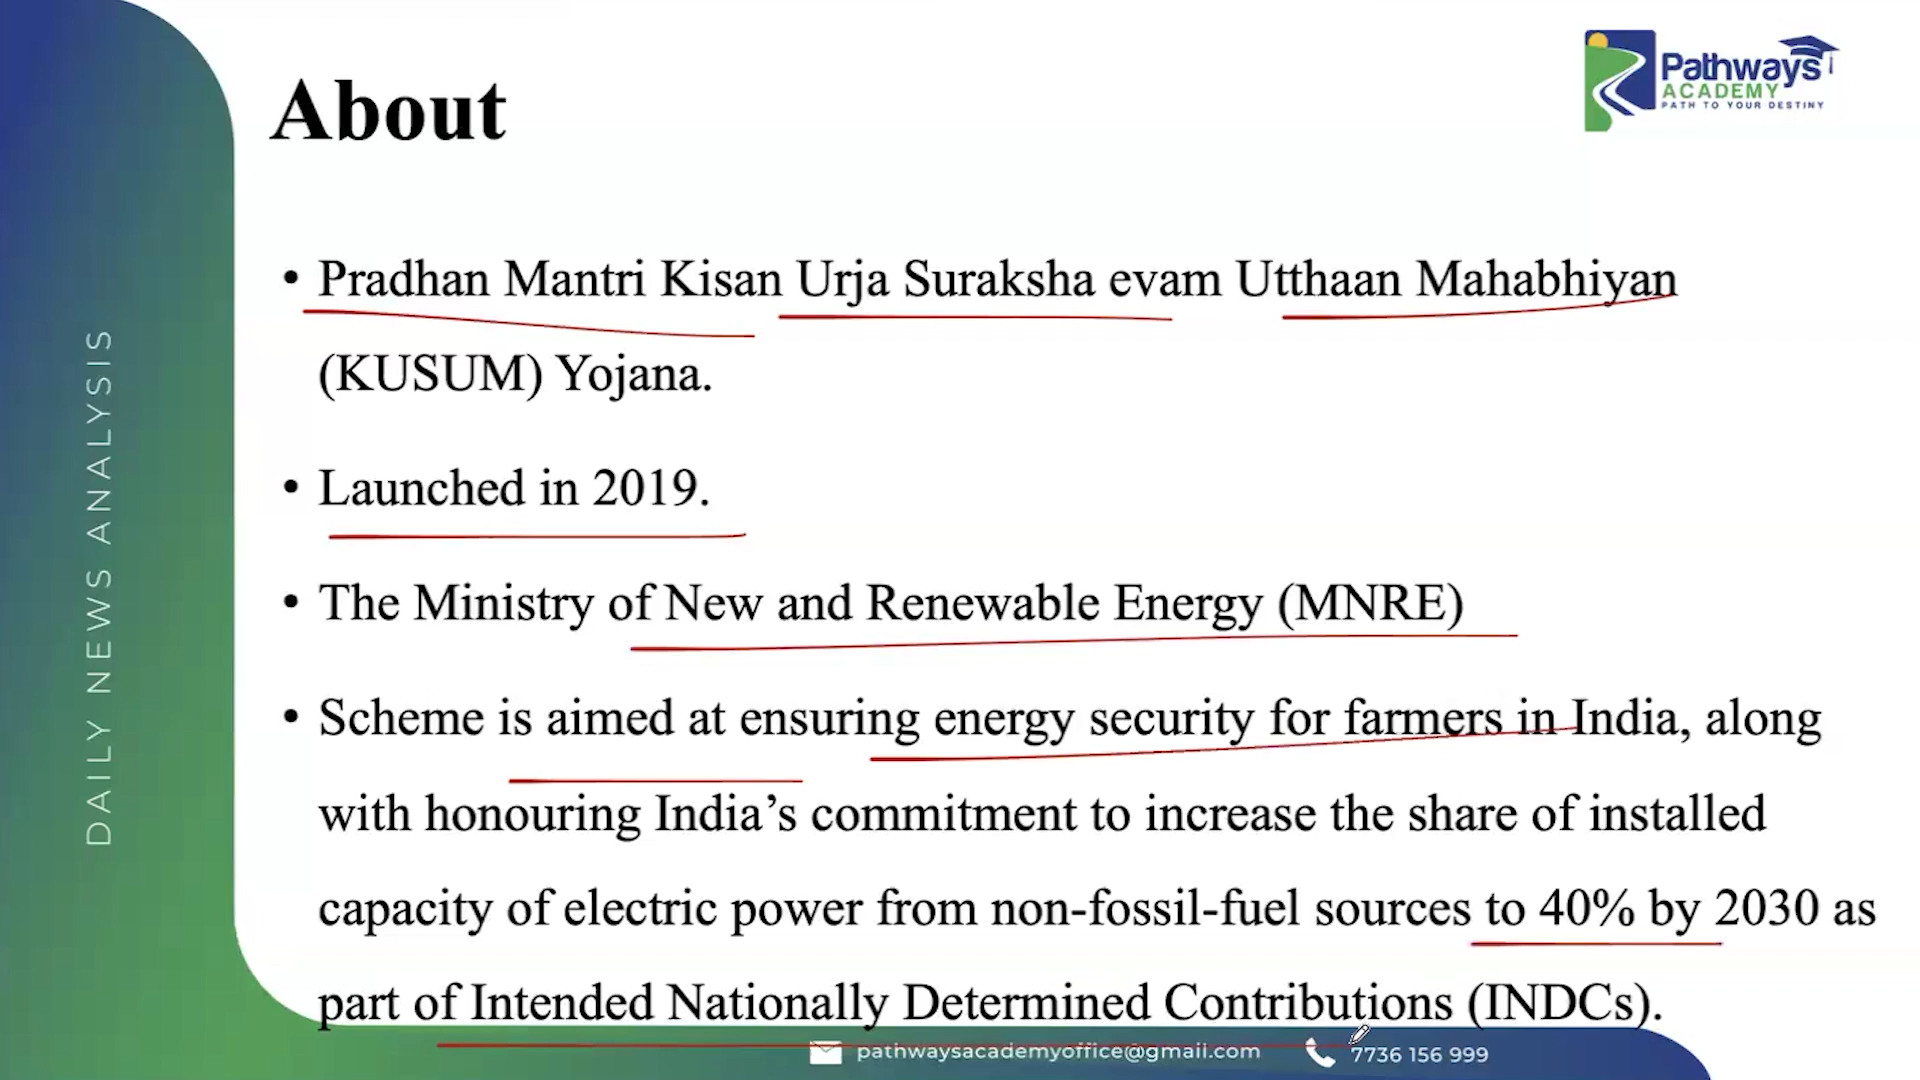 About
Pathways
ACADEMY
PATH TO YOUR DESTINY
DAILY NEWS ANALYSIS
• Pradhan Mantri Kisan Urja Suraksha evam Utthaan Mahabhiyan
(KUSUM) Yojana.
• Launched in 2019.
• The Ministry of New and Renewable Energy (MNRE)
• Scheme is aimed at ensuring energy security for farmers in India, along
with honouring India’s commitment to increase the share of installed
capacity of electric power from non-fossil-fuel sources to 40% by 2030 as
part of Intended Nationally Determined Contributions (INDCs).
pathwaysacademyoffice@gmail.com 7736 156 999